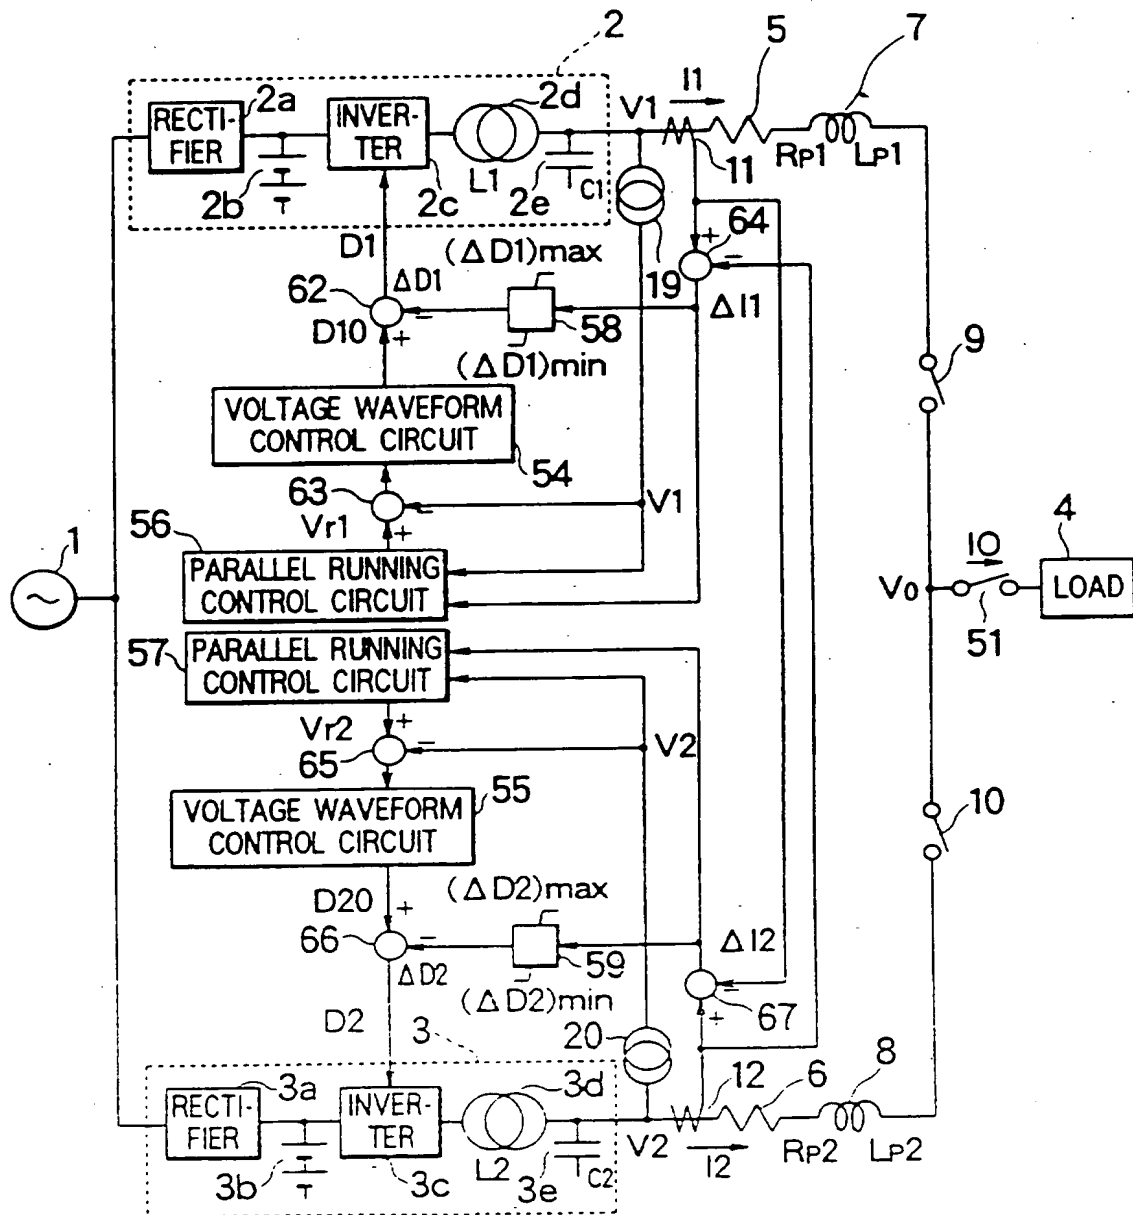 2
5
7
I1
2a
2d
V1
RECTI-
FIER
INVER-
TER
L1
11
RP1
LP1
2b
2c
2e
C1
64
D1
(ΔD1)max
+
−
62
ΔD1
19
ΔI1
D10
−
58
+
(ΔD1)min
9
VOLTAGE WAVEFORM
CONTROL CIRCUIT
54
63
−
V1
56
Vr1
+
1
PARALLEL RUNNING
CONTROL CIRCUIT
IO
4
VO
LOAD
51
57
PARALLEL RUNNING
CONTROL CIRCUIT
Vr2
+
65
−
V2
55
10
VOLTAGE WAVEFORM
CONTROL CIRCUIT
D20
+
(ΔD2)max
66
−
ΔI2
59
ΔD2
(ΔD2)min
−
+
67
D2
3
20
3a
3d
12
6
8
RECTI-
FIER
INVER-
TER
L2
V2
I2
RP2
LP2
3b
3c
3e
C2